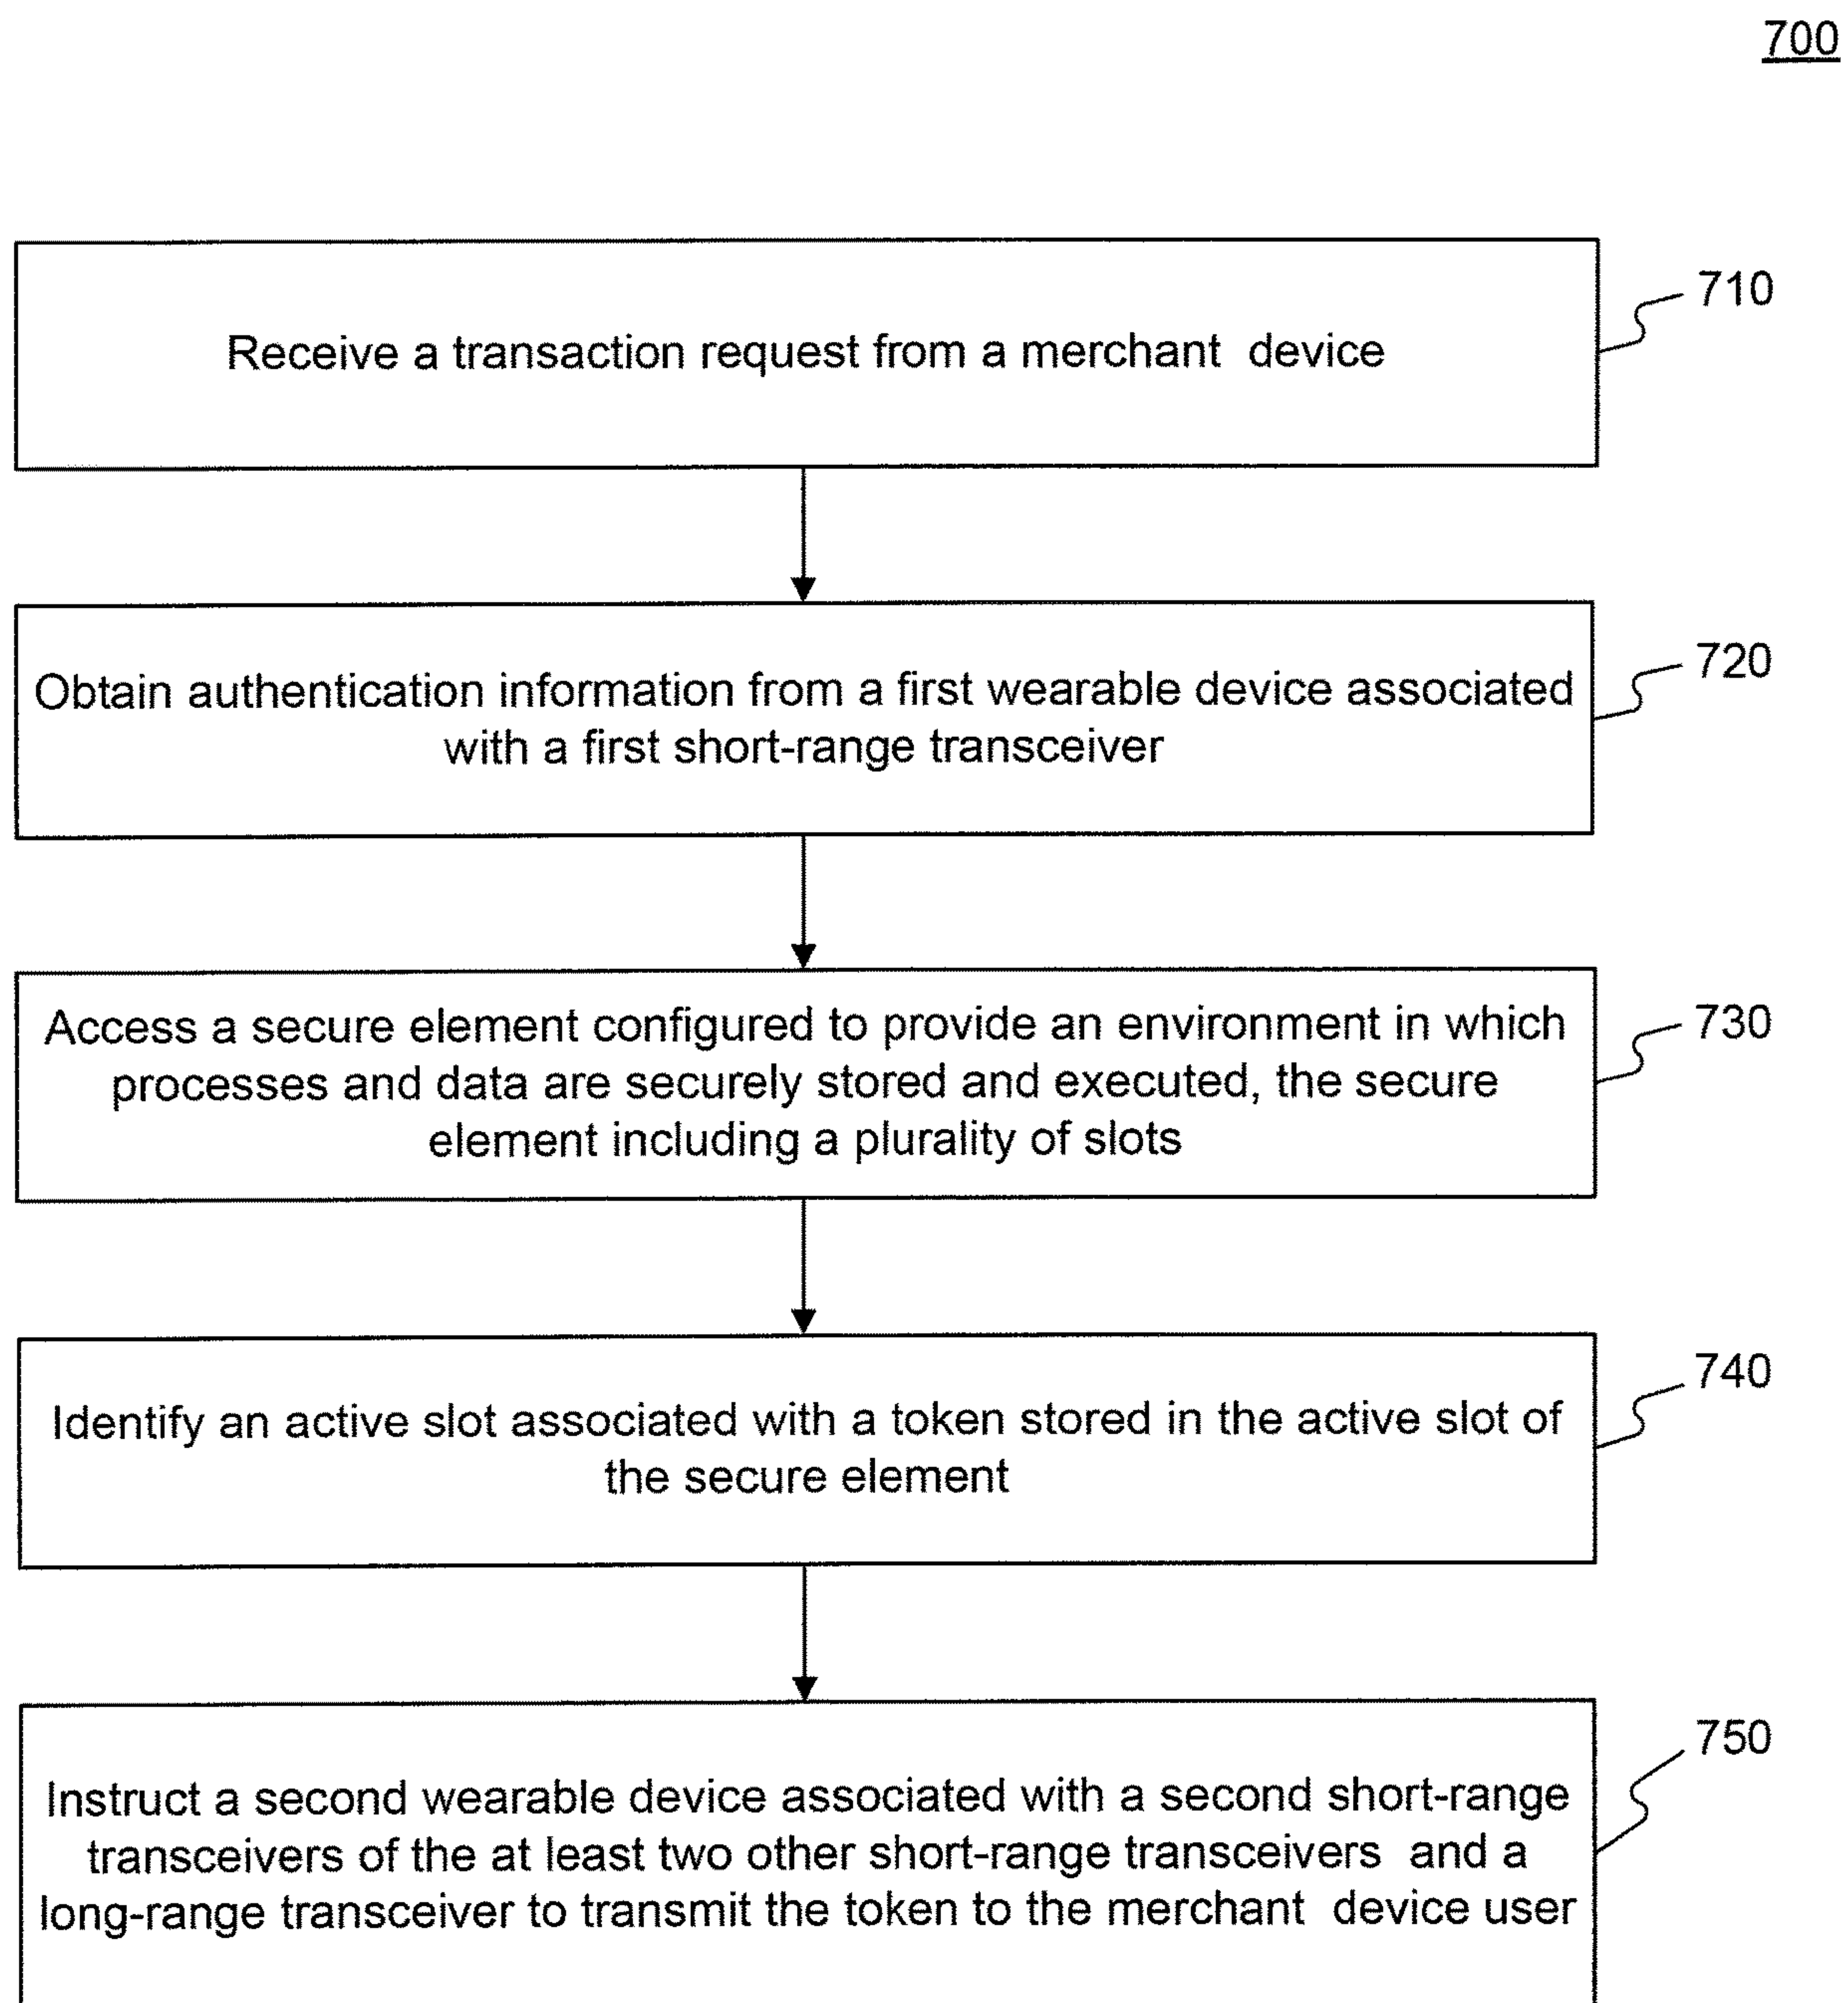 700
Receive a transaction request from a merchant device
710
Obtain authentication information from a first wearable device associated
with a first short-range transceiver
720
Access a secure element configured to provide an environment in which
processes and data are securely stored and executed, the secure
element including a plurality of slots
730
Identify an active slot associated with a token stored in the active slot of
the secure element
740
Instruct a second wearable device associated with a second short-range
transceivers of the at least two other short-range transceivers and a
long-range transceiver to transmit the token to the merchant device user
750